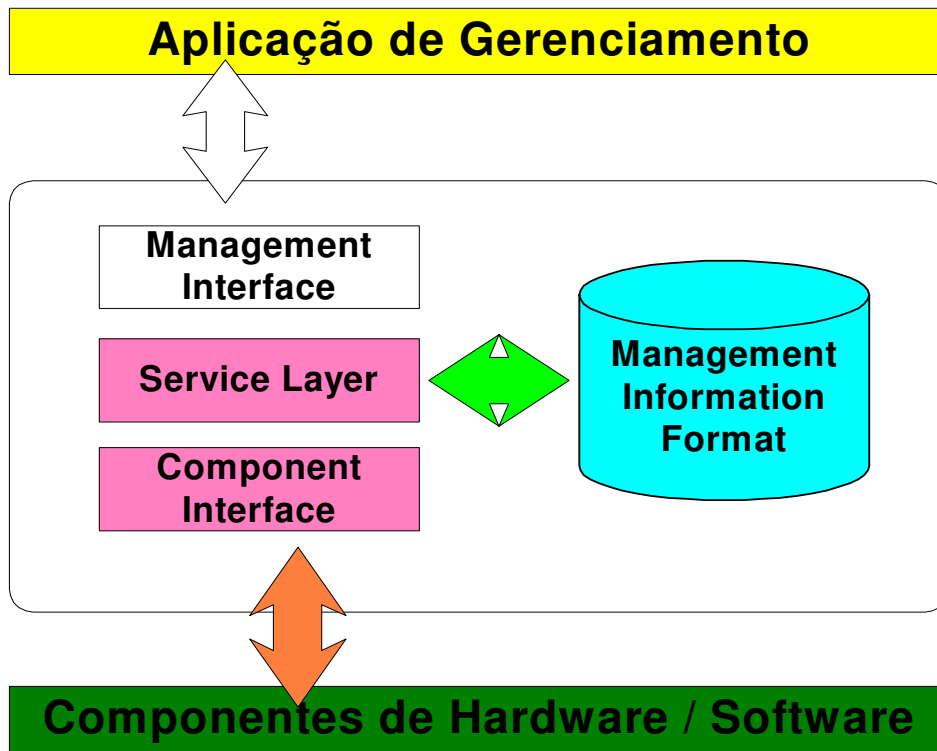 Aplicação de Gerenciamento
Management
Interface
Service Layer
Component
Interface
Management
Information
Format
Componentes de Hardware / Software